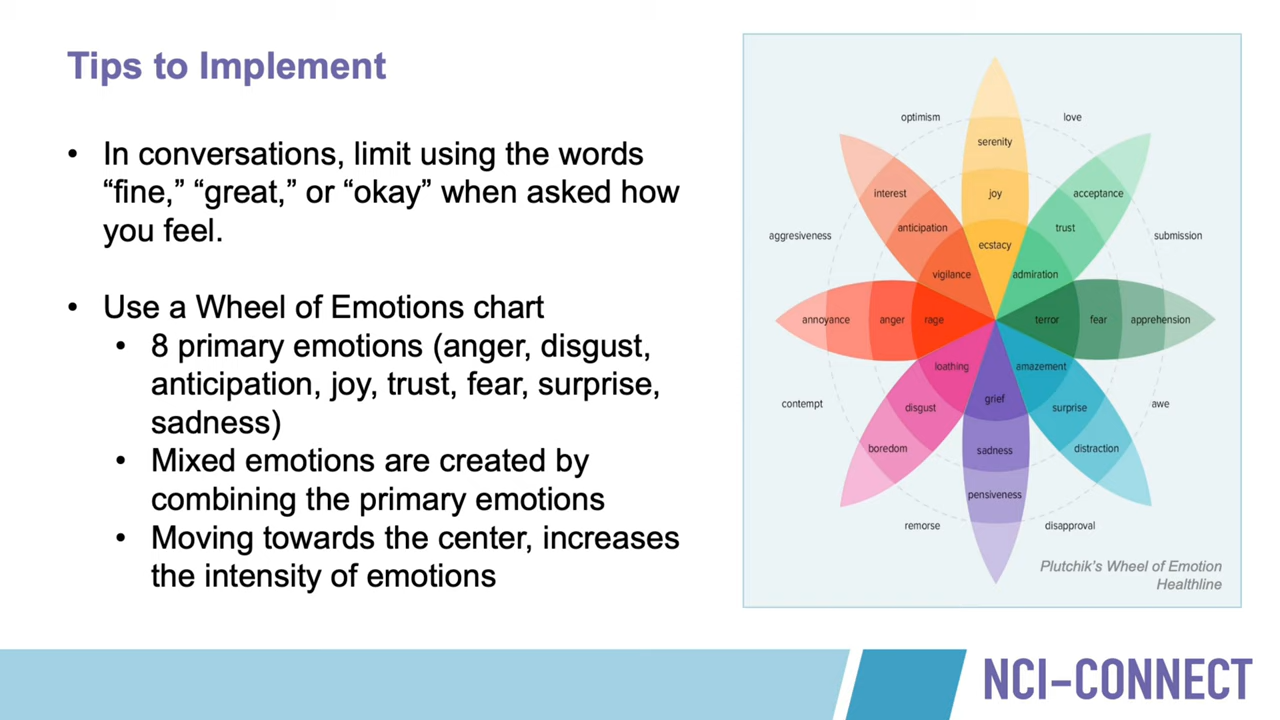 Tips to Implement
• In conversations, limit using the words
“fine,” “great,” or “okay” when asked how
you feel.
• Use a Wheel of Emotions chart
• 8 primary emotions (anger, disgust,
anticipation, joy, trust, fear, surprise,
sadness)
• Mixed emotions are created by
combining the primary emotions
• Moving towards the center, increases
the intensity of emotions
optimism
love
serenity
interest
joy
acceptance
anticipation
trust
aggresiveness
ecstacy
submission
vigilance
admiration
annoyance
anger
rage
terror
fear
apprehension
loathing
amazement
contempt
disgust
grief
surprise
awe
boredom
sadness
distraction
pensiveness
remorse
disapproval
Plutchik’s Wheel of Emotion
Healthline
NCI-CONNECT